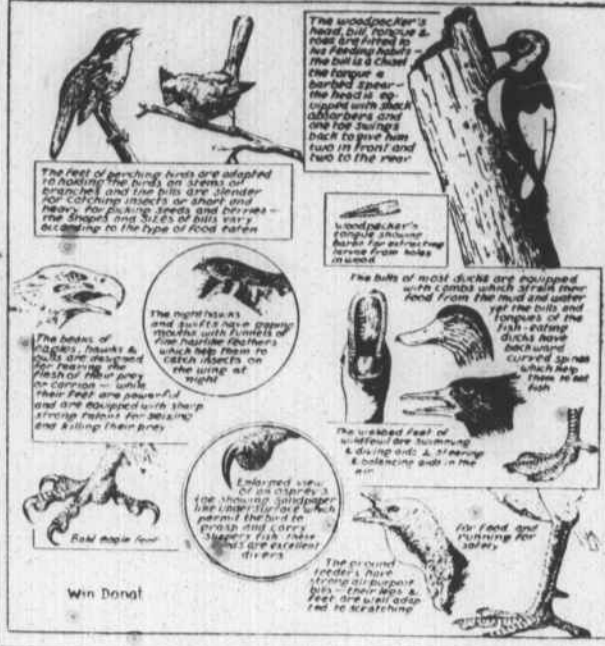 The woodpecker's
head, bill, tongue &
toes are fitted to
his feeding habits —
the bill is a chisel
the tongue a
barbed spear —
the head is eq-
uipped with shock
absorbers and
one toe swings
back to give him
two in front and
two to the rear
The feet of perching birds are adapted
to holding the birds on stems or
branches and the bills are slender
for catching insects or short and
heavy for picking seeds and berries —
the shapes and sizes of bills vary
according to the type of food eaten
Woodpecker's
tongue showing
barbs for extracting
larvae from holes
in wood
The nighthawks
and swifts have gaping
mouths with funnels of
fine hairlike feathers
which help them to
catch insects on
the wing at
night
The bills of most ducks are equipped
with combs which strain their
food from the mud and water
yet the bills and
tongues of the
fish-eating
ducks have
backward
curved spines
which help
them to eat
fish
The beaks of
eagles, hawks &
owls are designed
for tearing the
flesh of their prey
or carrion — while
their feet are powerful
and are equipped with sharp
strong talons for seizing
and killing their prey
The webbed feet of
wildfowl are swimming
& diving aids & steering
& balancing aids in the
air
Bald eagle foot
Enlarged view
of an osprey's
toe showing sandpaper
like undersurface which
permit the bird to
grasp and carry
slippery fish these
birds are excellent
divers
for food and
running for
safety
The ground
feeders have
strong all-purpose
bills — their legs &
feet are well adap
ted to scratching
Win Donat